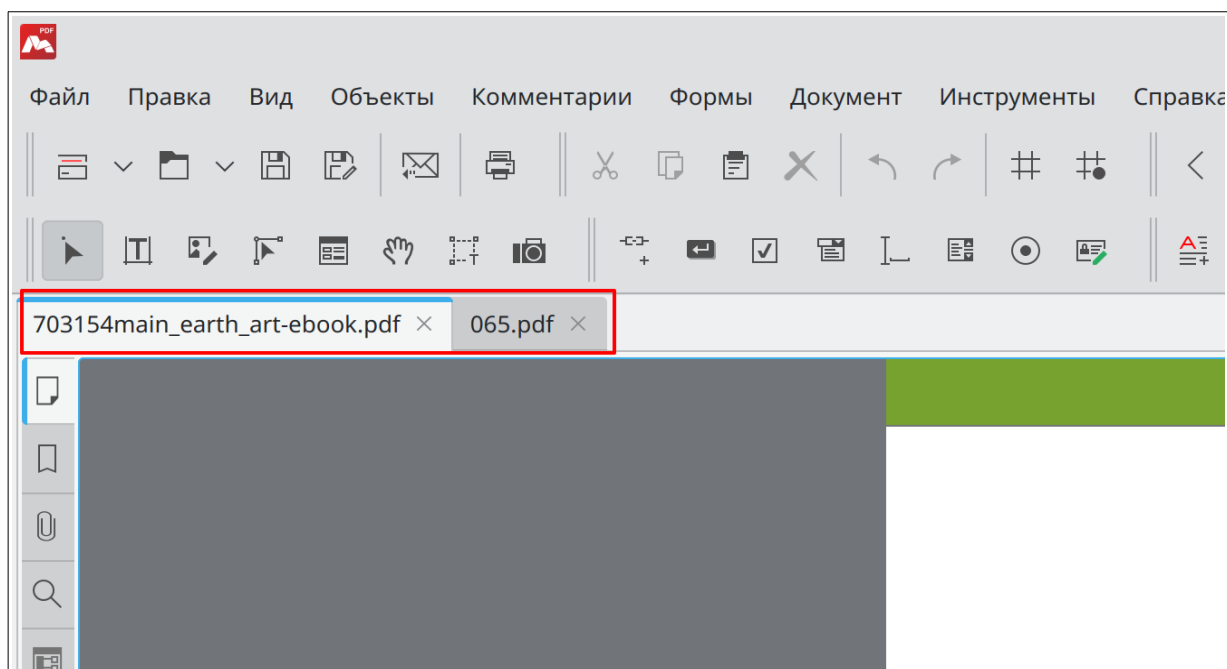 PDF
Файл Правка Вид Объекты Комментарии Формы Документ Инструменты Справка
703154main_earth_art-ebook.pdf 065.pdf